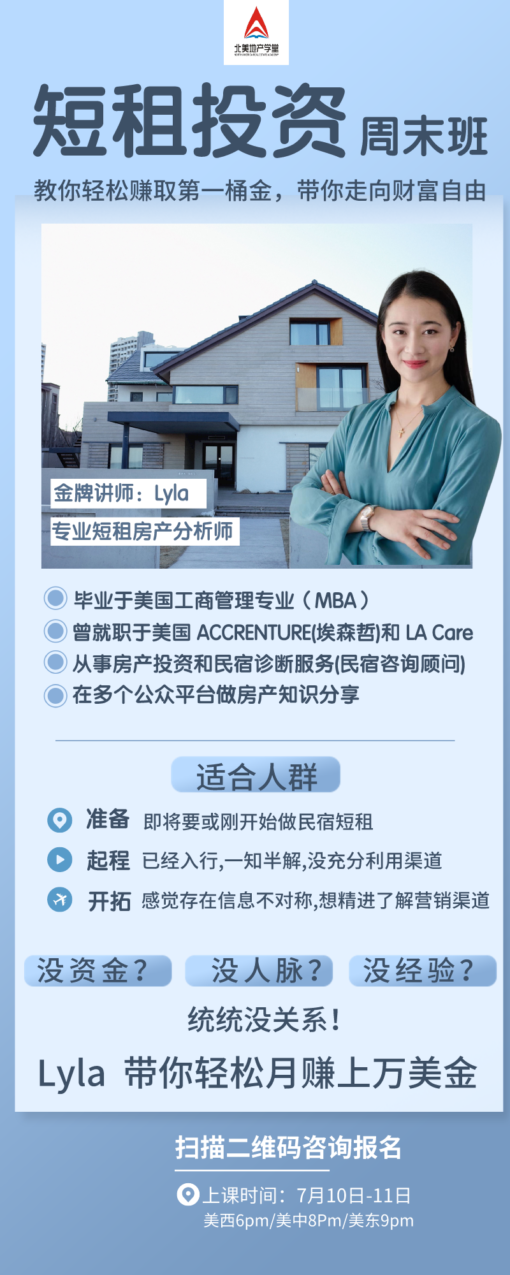 北美地产学堂
短租投资 周末班
教你轻松赚取第一桶金，带你走向财富自由
金牌讲师：Lyla
专业短租房产分析师
毕业于美国工商管理专业（MBA）
曾就职于美国 ACCRENTURE(埃森哲)和 LA Care
从事房产投资和民宿诊断服务(民宿咨询顾问)
在多个公众平台做房产知识分享
适合人群
准备 即将要或刚开始做民宿短租
起程 已经入行,一知半解,没充分利用渠道
开拓 感觉存在信息不对称,想精进了解营销渠道
没资金？ 没人脉？ 没经验？
统统没关系！
Lyla 带你轻松月赚上万美金
扫描二维码咨询报名
上课时间：7月10日-11日
美西6pm/美中8Pm/美东9pm